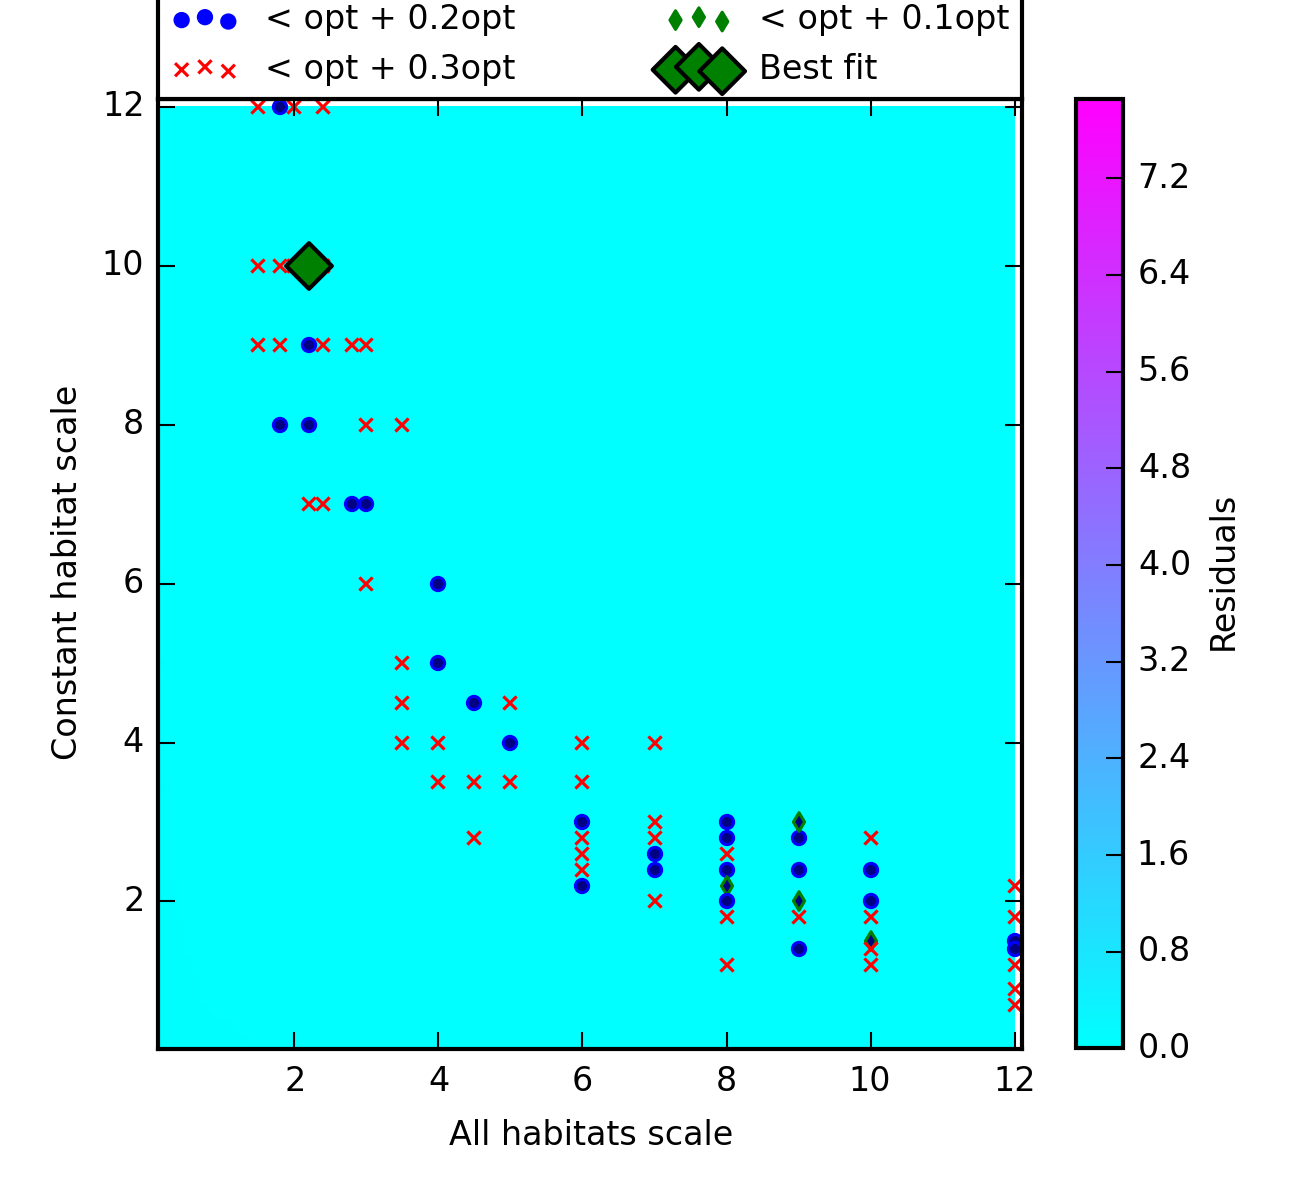 < opt + 0.2opt
< opt + 0.1opt
< opt + 0.3opt
Best fit
12
10
8
6
4
2
Constant habitat scale
2 4 6 8 10 12
All habitats scale
7.2
6.4
5.6
4.8
4.0
3.2
2.4
1.6
0.8
0.0
Residuals